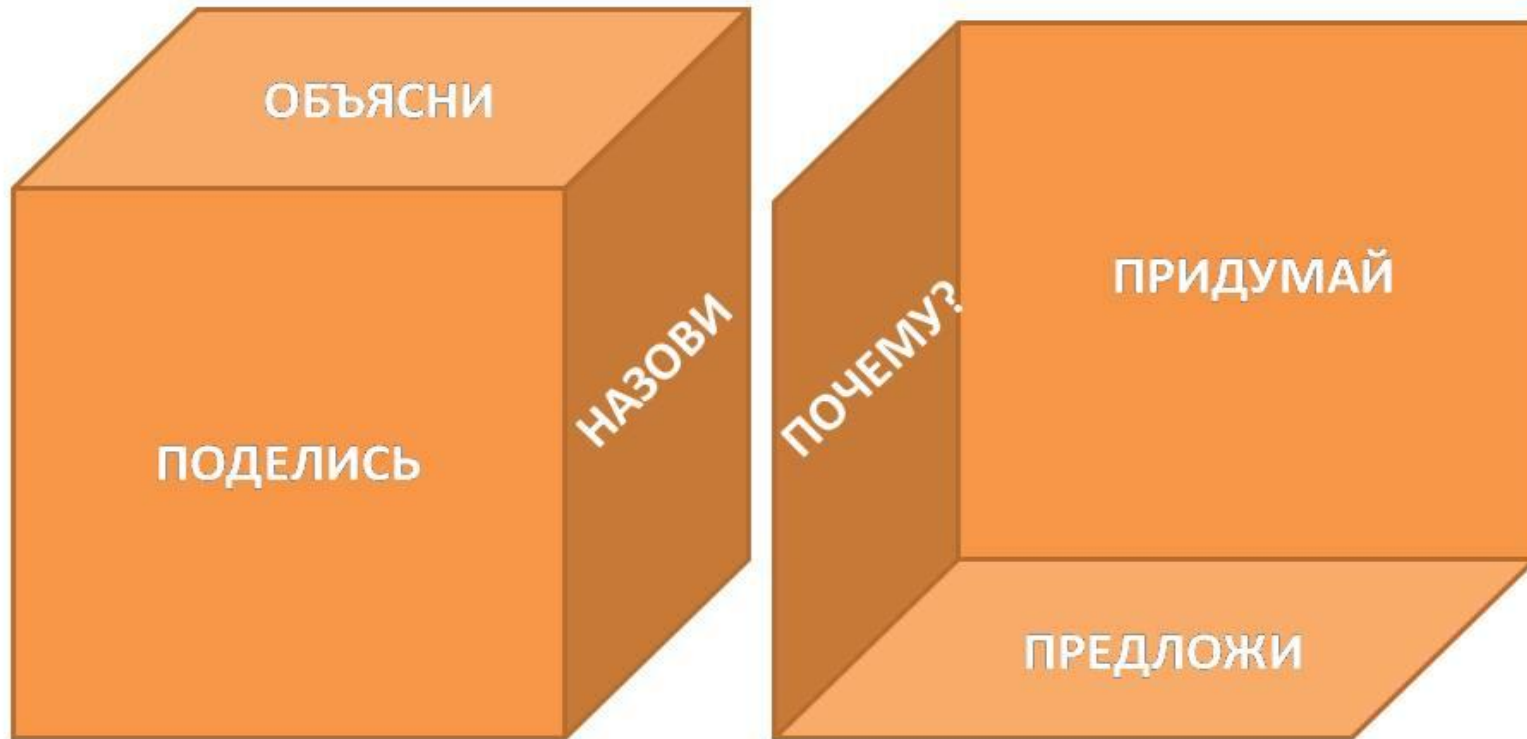 ОБЪЯСНИ
ПОДЕЛИСЬ
НАЗОВИ
ПОЧЕМУ?
ПРИДУМАЙ
ПРЕДЛОЖИ